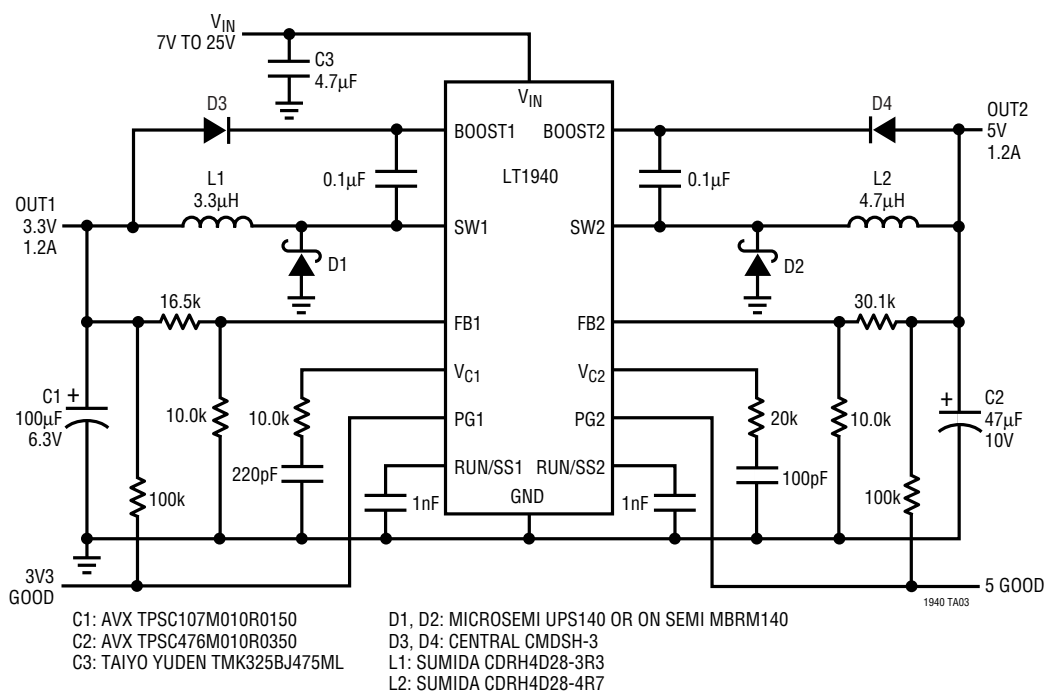 VIN
7V TO 25V
C3
4.7µF
VIN
D3
D4
OUT2
5V
1.2A
BOOST1
BOOST2
LT1940
0.1µF
0.1µF
L1
3.3µH
L2
4.7µH
OUT1
3.3V
1.2A
SW1
SW2
D1
D2
16.5k
30.1k
FB1
FB2
VC1
VC2
C1
100µF
6.3V
+
10.0k
10.0k
PG1
PG2
20k
10.0k
+
C2
47µF
10V
RUN/SS1
RUN/SS2
220pF
100pF
100k
1nF
GND
1nF
100k
3V3
GOOD
5 GOOD
1940 TA03
C1: AVX TPSC107M010R0150
C2: AVX TPSC476M010R0350
C3: TAIYO YUDEN TMK325BJ475ML
D1, D2: MICROSEMI UPS140 OR ON SEMI MBRM140
D3, D4: CENTRAL CMDSH-3
L1: SUMIDA CDRH4D28-3R3
L2: SUMIDA CDRH4D28-4R7